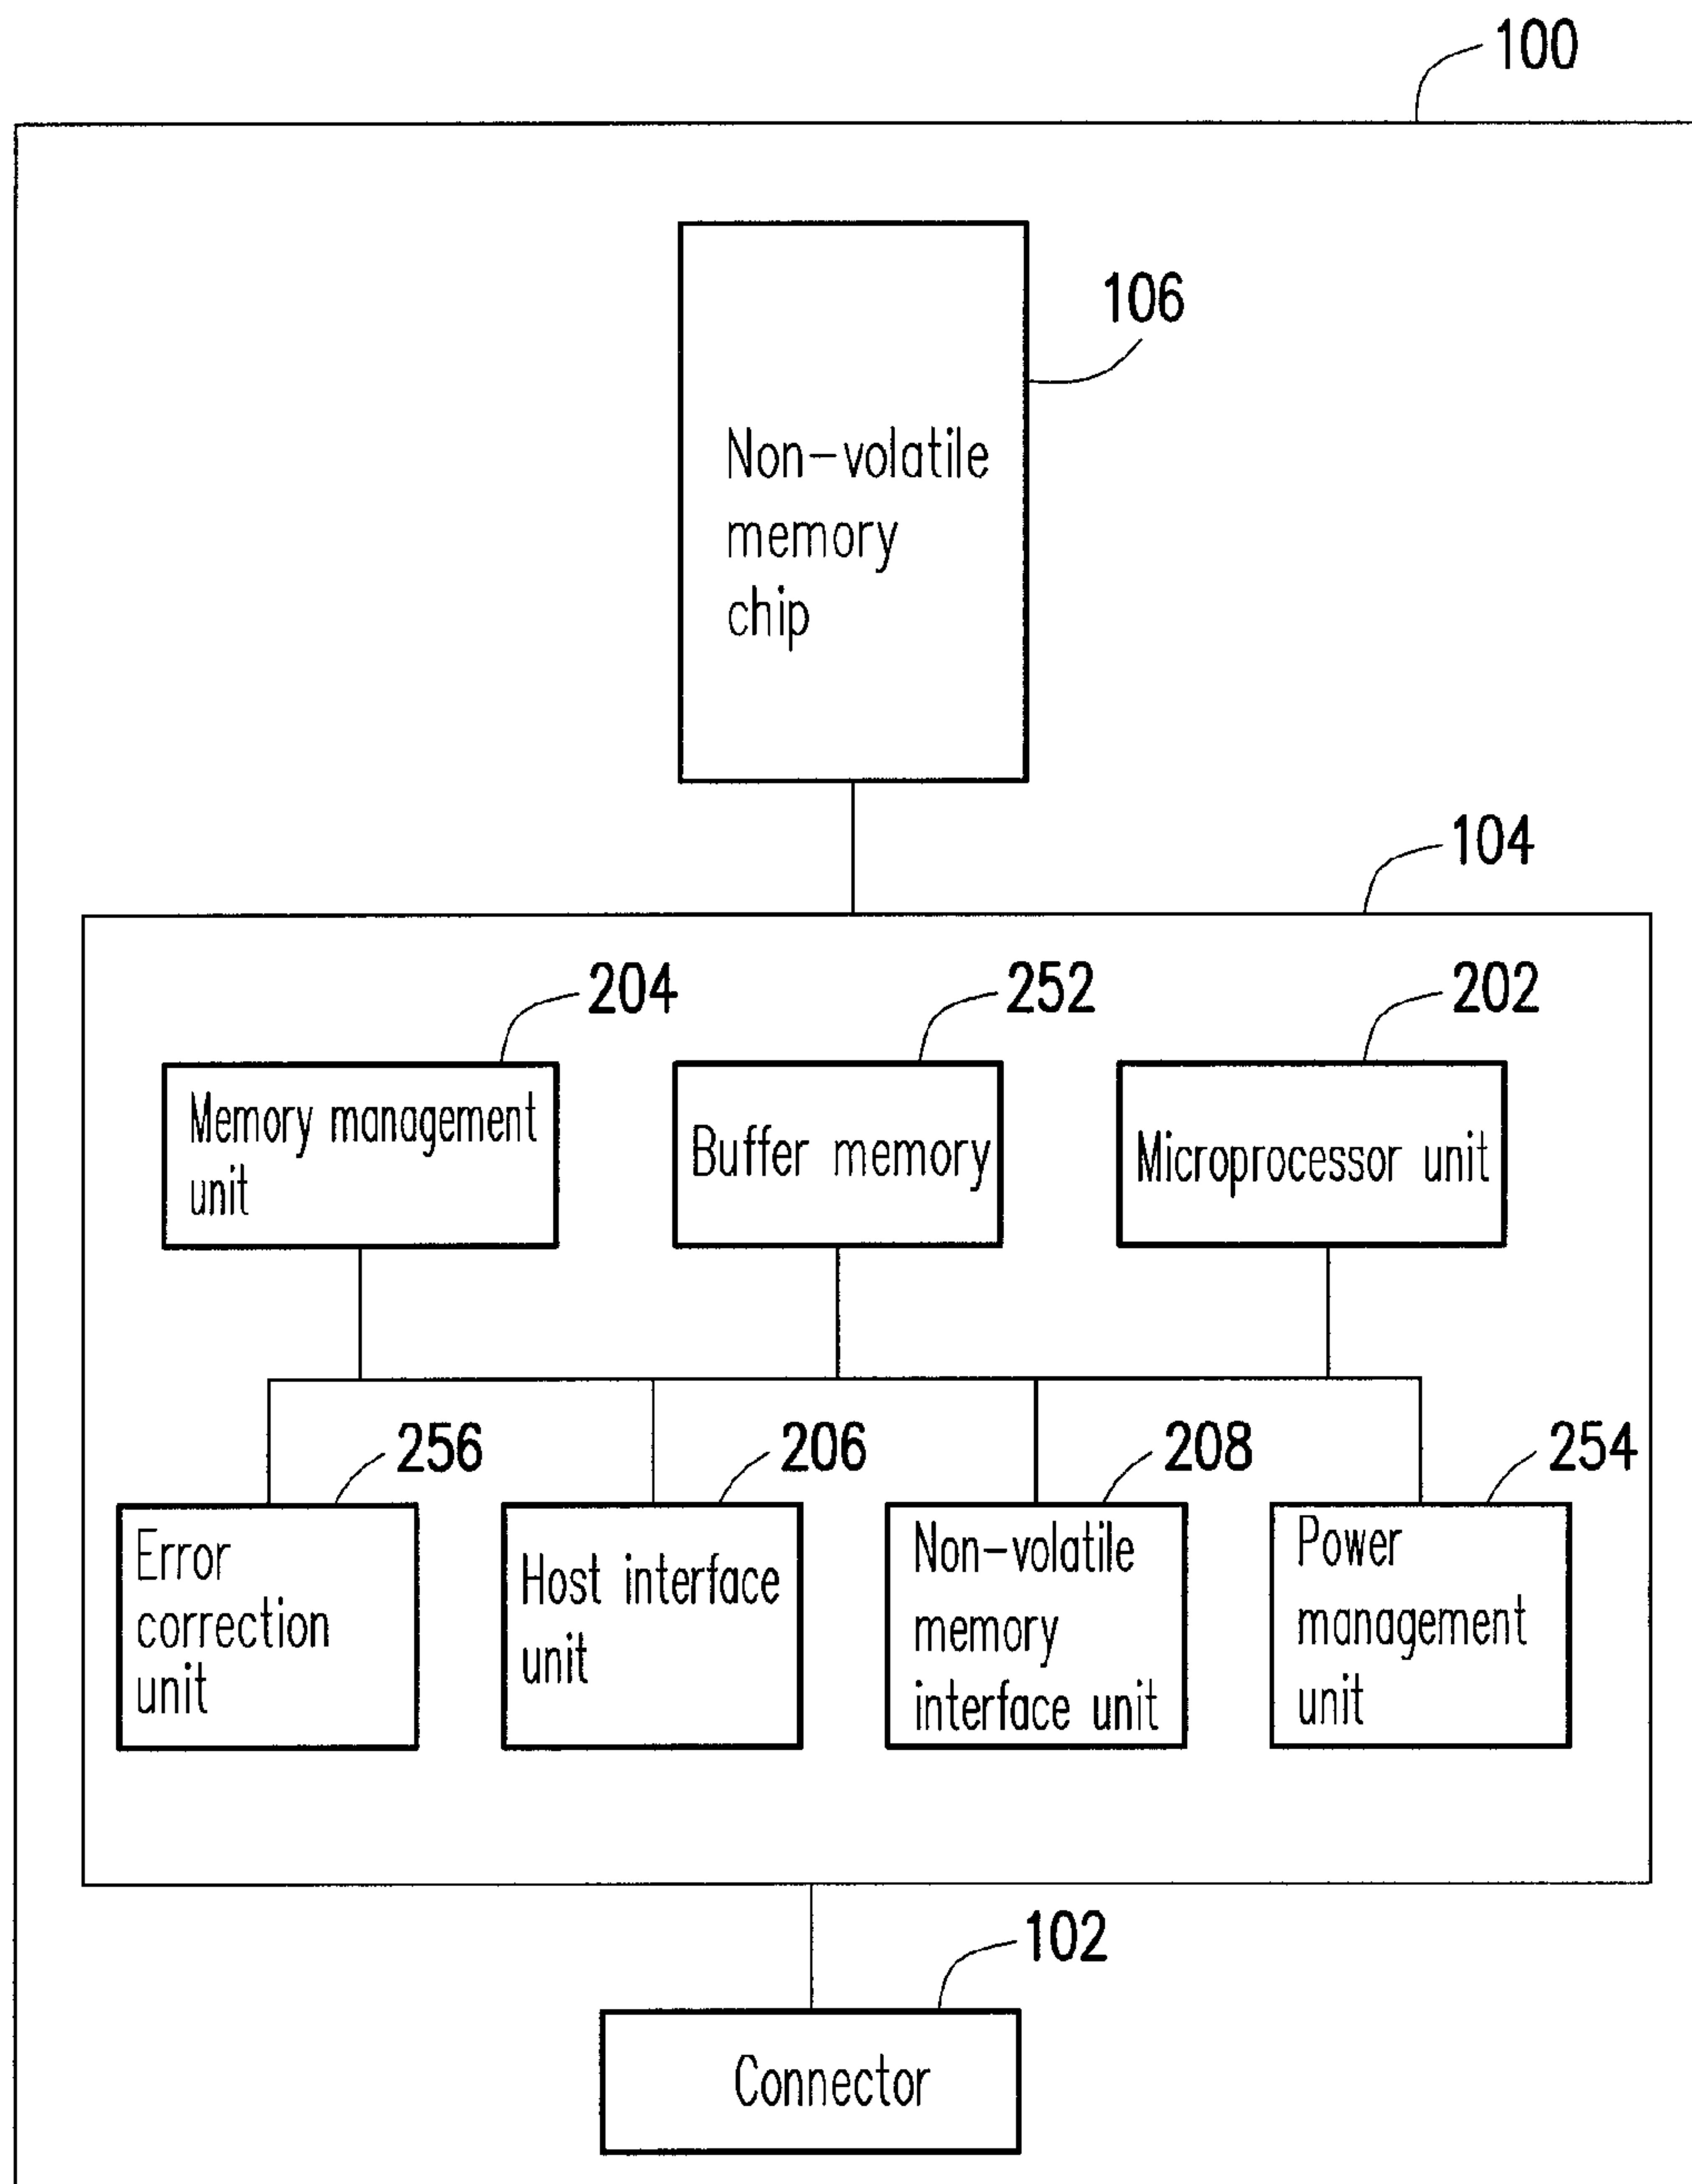 100
106
Non-volatile
memory
chip
104
204
252
202
Memory management
unit
Buffer memory
Microprocessor unit
256
206
208
254
Error
correction
unit
Host interface
unit
Non-volatile
memory
interface unit
Power
management
unit
102
Connector